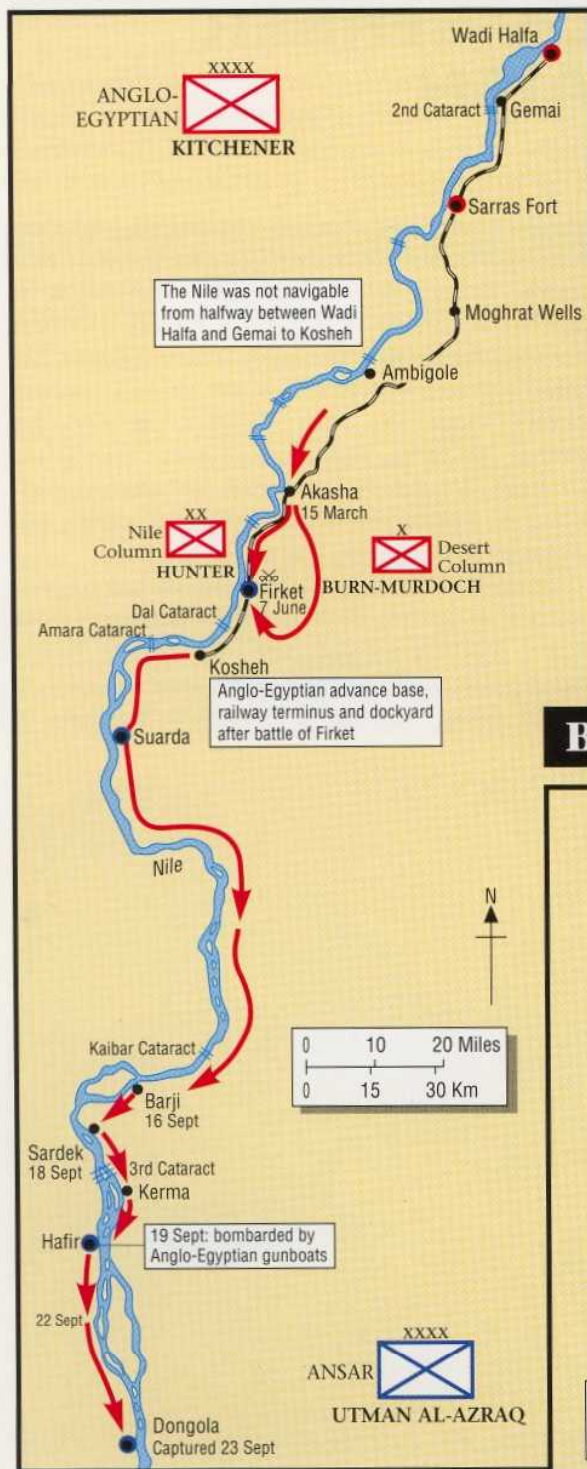 Wadi Halfa
XXXX
ANGLO-
EGYPTIAN
KITCHENER
2nd Cataract
Gemai
Sarras Fort
The Nile was not navigable
from halfway between Wadi
Halfa and Gemai to Kosheh
Moghrat Wells
Ambigole
Akasha
15 March
XX
Nile
Column
HUNTER
X
Desert
Column
BURN-MURDOCH
Firket
7 June
Dal Cataract
Amara Cataract
Kosheh
Anglo-Egyptian advance base,
railway terminus and dockyard
after battle of Firket
Suarda
B
Nile
N
0 10 20 Miles
0 15 30 Km
Kaibar Cataract
Barji
16 Sept
Sardek
18 Sept
3rd Cataract
Kerma
Hafir
19 Sept: bombarded by
Anglo-Egyptian gunboats
22 Sept
XXXX
ANSAR
UTMAN AL-AZRAQ
Dongola
Captured 23 Sept